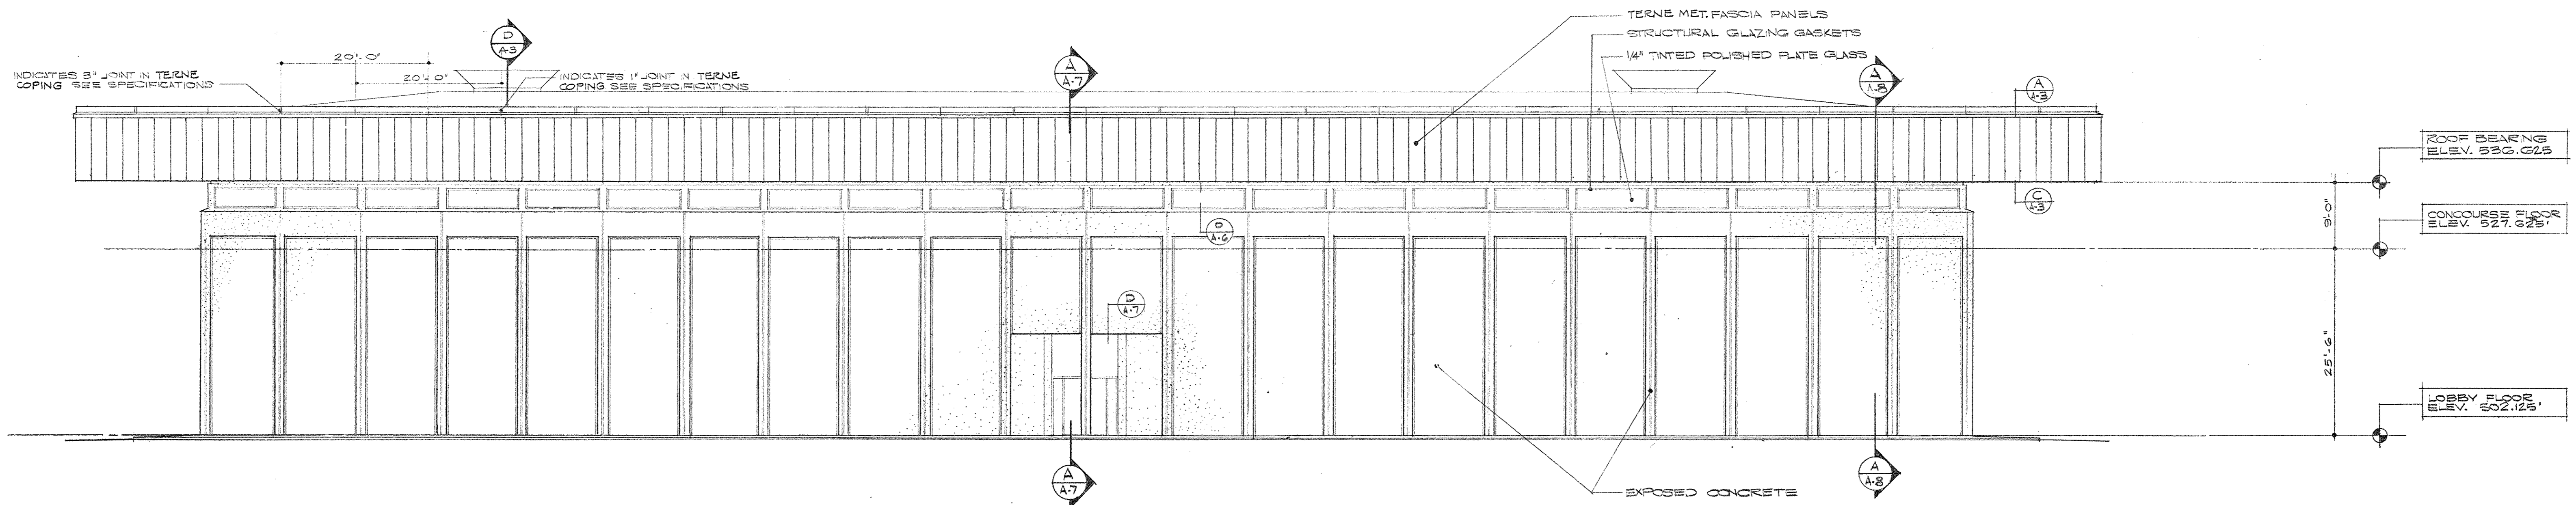 TERNE MET. FASCIA PANELS
STRUCTURAL GLAZING GASKETS
1/4" TINTED POLISHED PLATE GLASS
D
A-3
20'-0"
20'-0"
INDICATES 3" JOINT IN TERNE
COPING SEE SPECIFICATIONS
INDICATES 1" JOINT IN TERNE
COPING SEE SPECIFICATIONS
A
A-7
A
A-8
A
A-3
ROOF BEARING
ELEV. 536.625
C
A-3
9'-0"
CONCOURSE FLOOR
ELEV. 527.625'
D
A-6
D
A-7
25'-6"
LOBBY FLOOR
ELEV. 502.125'
A
A-7
A
A-8
EXPOSED CONCRETE